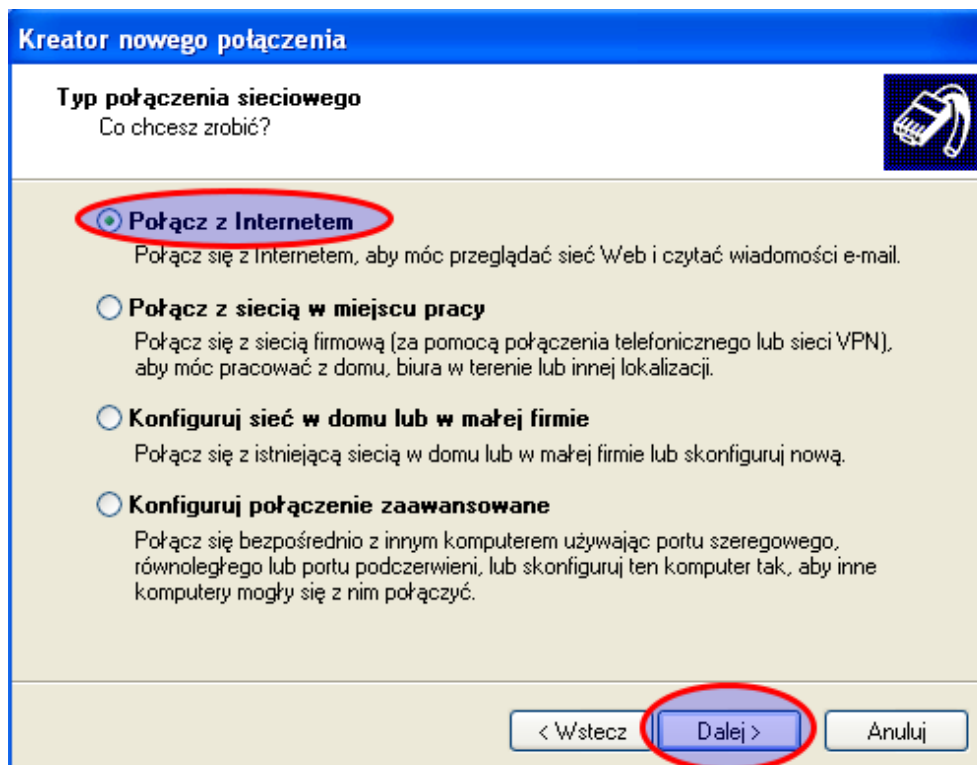 Kreator nowego połączenia
Typ połączenia sieciowego
Co chcesz zrobić?
Połącz z Internetem
Połącz się z Internetem, aby móc przeglądać sieć Web i czytać wiadomości e-mail.
Połącz z siecią w miejscu pracy
Połącz się z siecią firmową (za pomocą połączenia telefonicznego lub sieci VPN),
aby móc pracować z domu, biura w terenie lub innej lokalizacji.
Konfiguruj sieć w domu lub w małej firmie
Połącz się z istniejącą siecią w domu lub w małej firmie lub skonfiguruj nową.
Konfiguruj połączenie zaawansowane
Połącz się bezpośrednio z innym komputerem używając portu szeregowego,
równoległego lub portu podczerwieni, lub skonfiguruj ten komputer tak, aby inne
komputery mogły się z nim połączyć.
< Wstecz Dalej > Anuluj